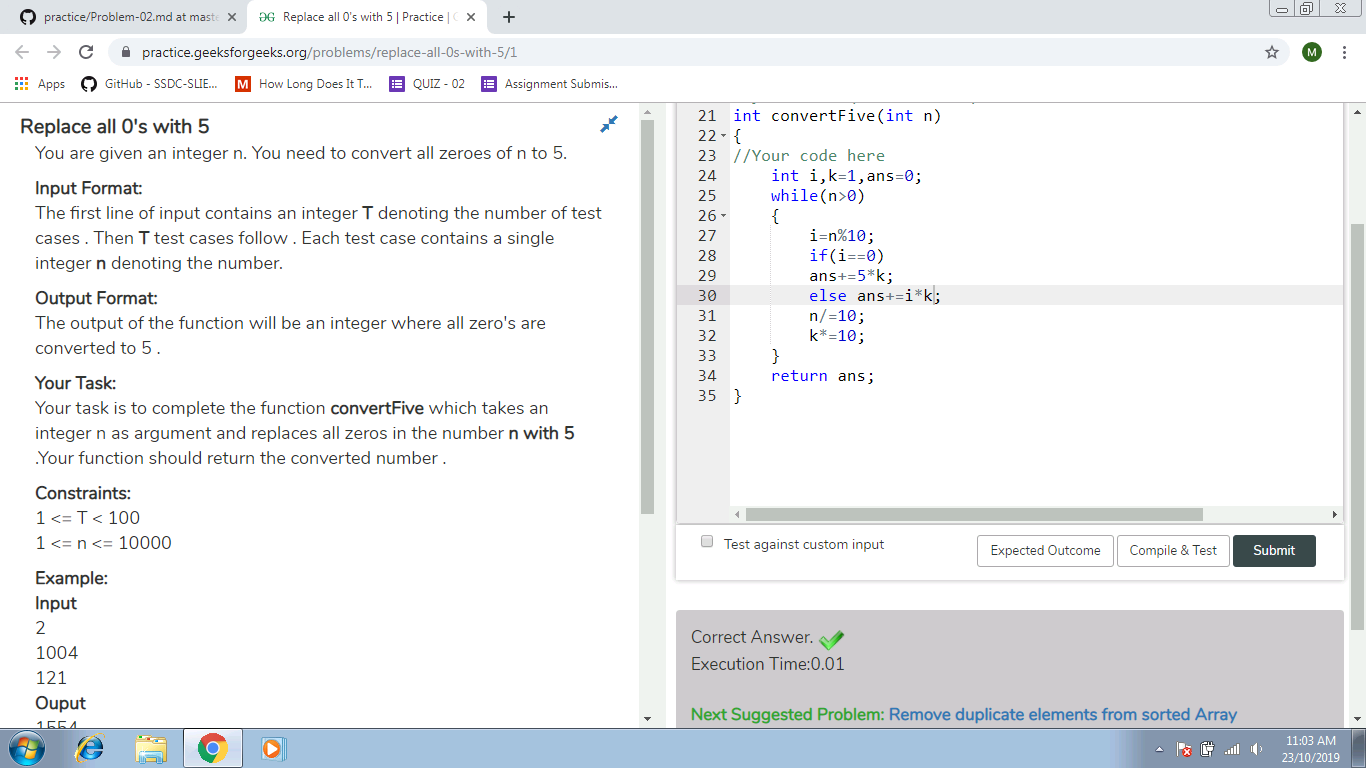 practice/Problem-02.md at maste
Replace all 0's with 5 | Practice | G
practice.geeksforgeeks.org/problems/replace-all-0s-with-5/1
M
Apps
GitHub - SSDC-SLIE...
M How Long Does It T...
QUIZ - 02
Assignment Submis...
Replace all 0's with 5
You are given an integer n. You need to convert all zeroes of n to 5.
Input Format:
The first line of input contains an integer T denoting the number of test
cases . Then T test cases follow . Each test case contains a single
integer n denoting the number.
Output Format:
The output of the function will be an integer where all zero's are
converted to 5 .
Your Task:
Your task is to complete the function convertFive which takes an
integer n as argument and replaces all zeros in the number n with 5
.Your function should return the converted number .
Constraints:
1 <= T < 100
1 <= n <= 10000
Example:
Input
2
1004
121
Ouput
1554
21 int convertFive(int n)
22 {
23 //Your code here
24 int i,k=1,ans=0;
25 while(n>0)
26 {
27 i=n%10;
28 if(i==0)
29 ans+=5*k;
30 else ans+=i*k;
31 n/=10;
32 k*=10;
33 }
34 return ans;
35 }
Test against custom input
Expected Outcome
Compile & Test
Submit
Correct Answer.
Execution Time:0.01
Next Suggested Problem: Remove duplicate elements from sorted Array
11:03 AM
23/10/2019